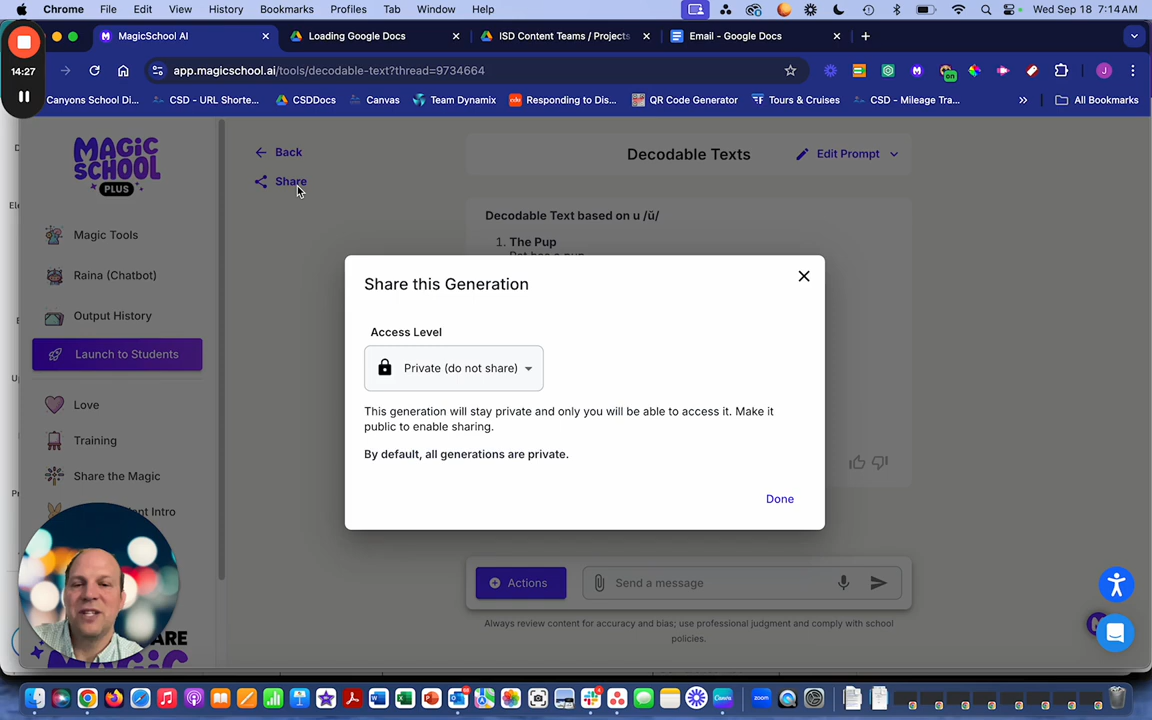 Chrome File Edit View History Bookmarks Profiles Tab Window Help Wed Sep 18 7:14 AM
14:27
MagicSchool AI
Loading Google Docs
ISD Content Teams / Projects
Email - Google Docs
app.magicschool.ai/tools/decodable-text?thread=9734664
Canyons School Di...
CSD - URL Shorte...
CSDDocs
Canvas
Team Dynamix
Responding to Dis...
QR Code Generator
Tours & Cruises
CSD - Mileage Tra...
All Bookmarks
MAGIC
SCHOOL
PLUS
Magic Tools
Raina (Chatbot)
Output History
Launch to Students
Love
Training
Share the Magic
Intro
Back
Share
Decodable Texts
Edit Prompt
Decodable Text based on u /ŭ/
1. The Pup
Share this Generation
Access Level
Private (do not share)
This generation will stay private and only you will be able to access it. Make it
public to enable sharing.
By default, all generations are private.
Done
Actions
Send a message
Always review content for accuracy and bias; use professional judgment and comply with school
policies.